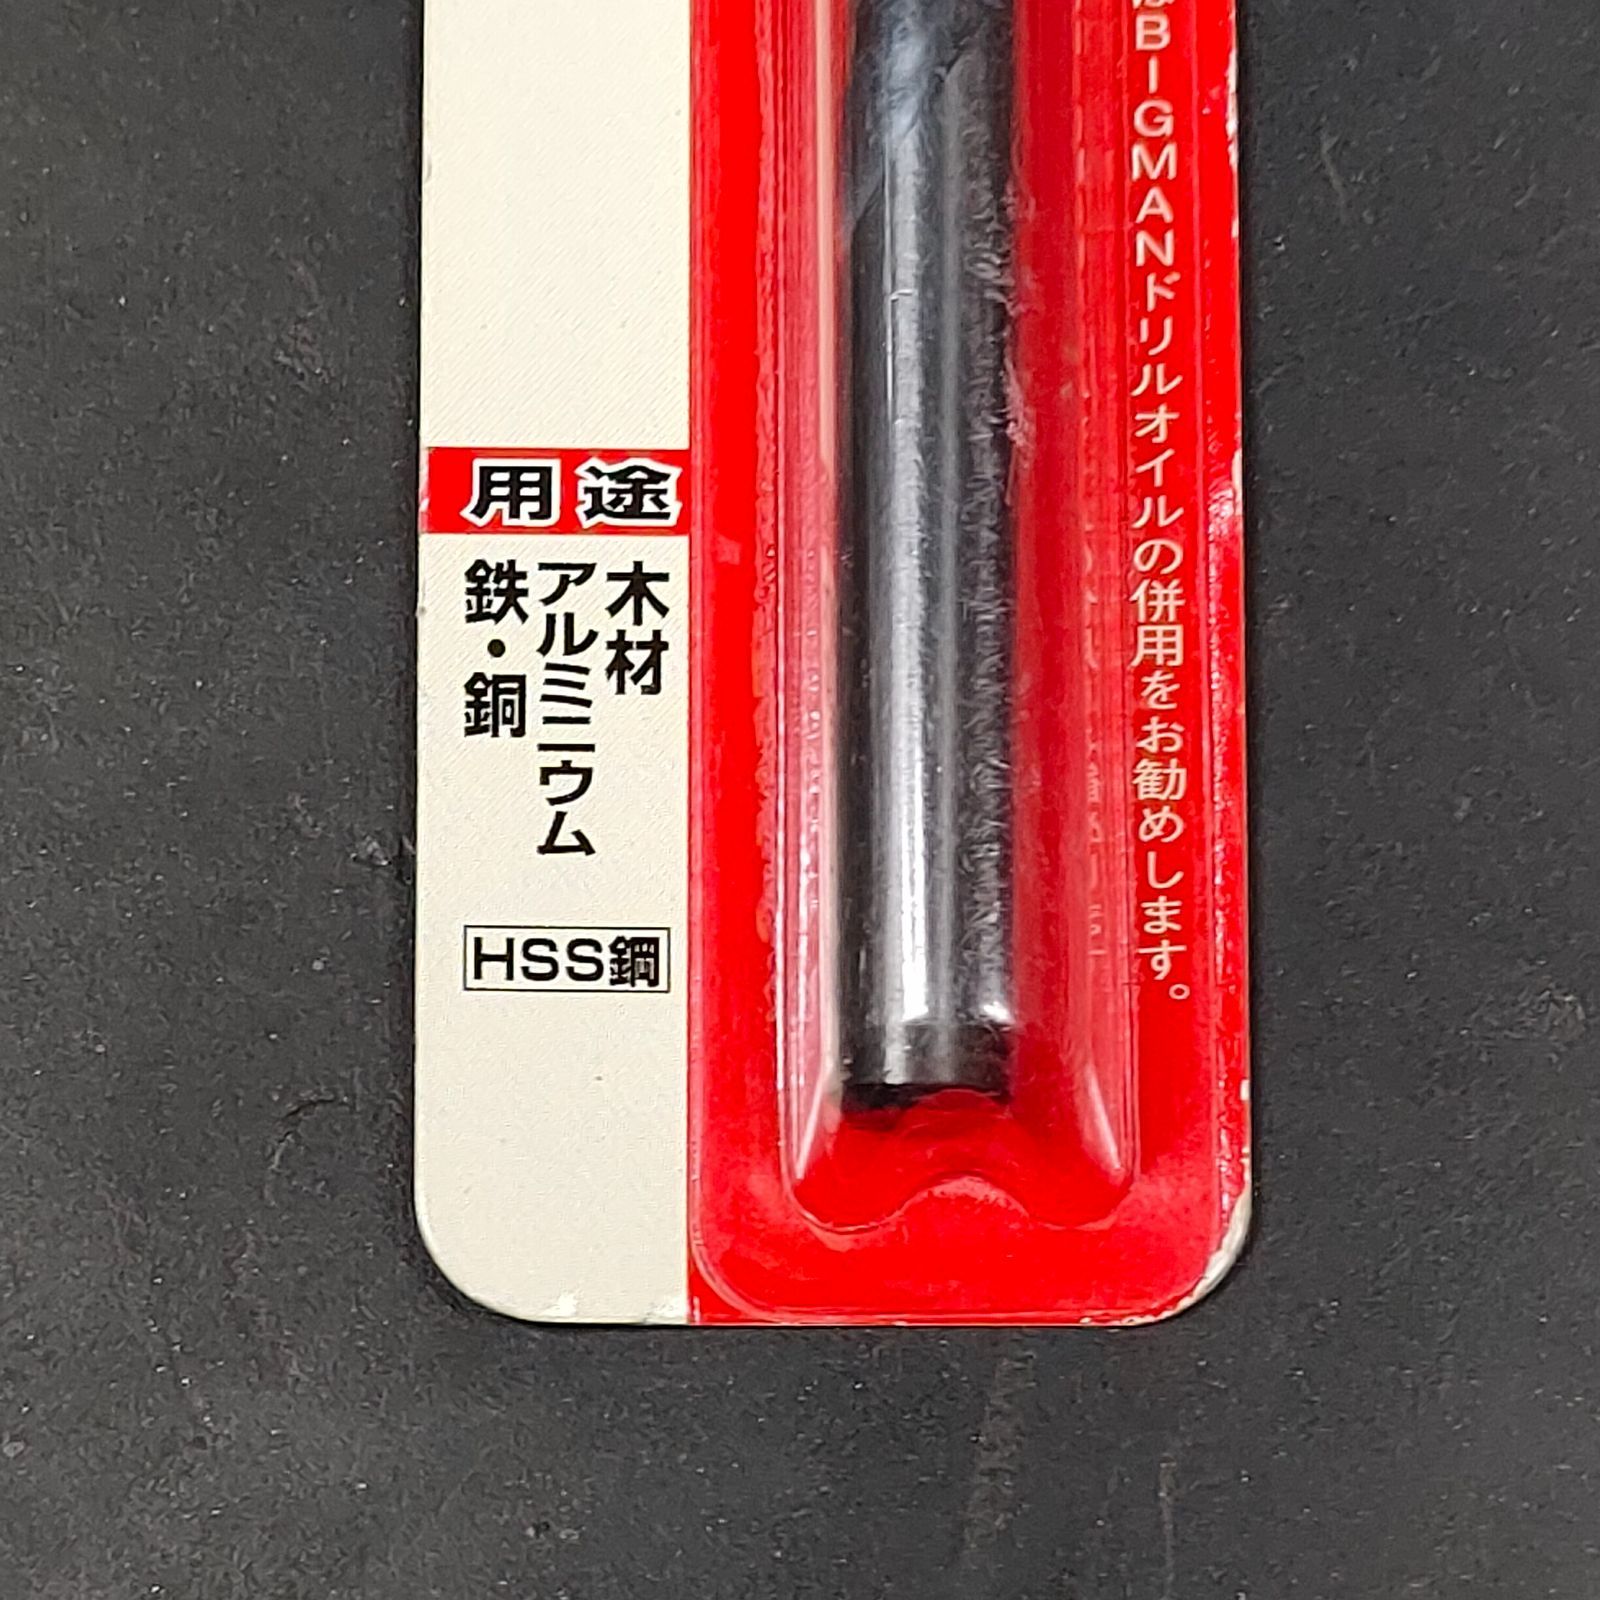 用途
木材
アルミニウム
鉄・銅
HSS鋼
はBIGMANドリルオイルの併用をお勧めします。